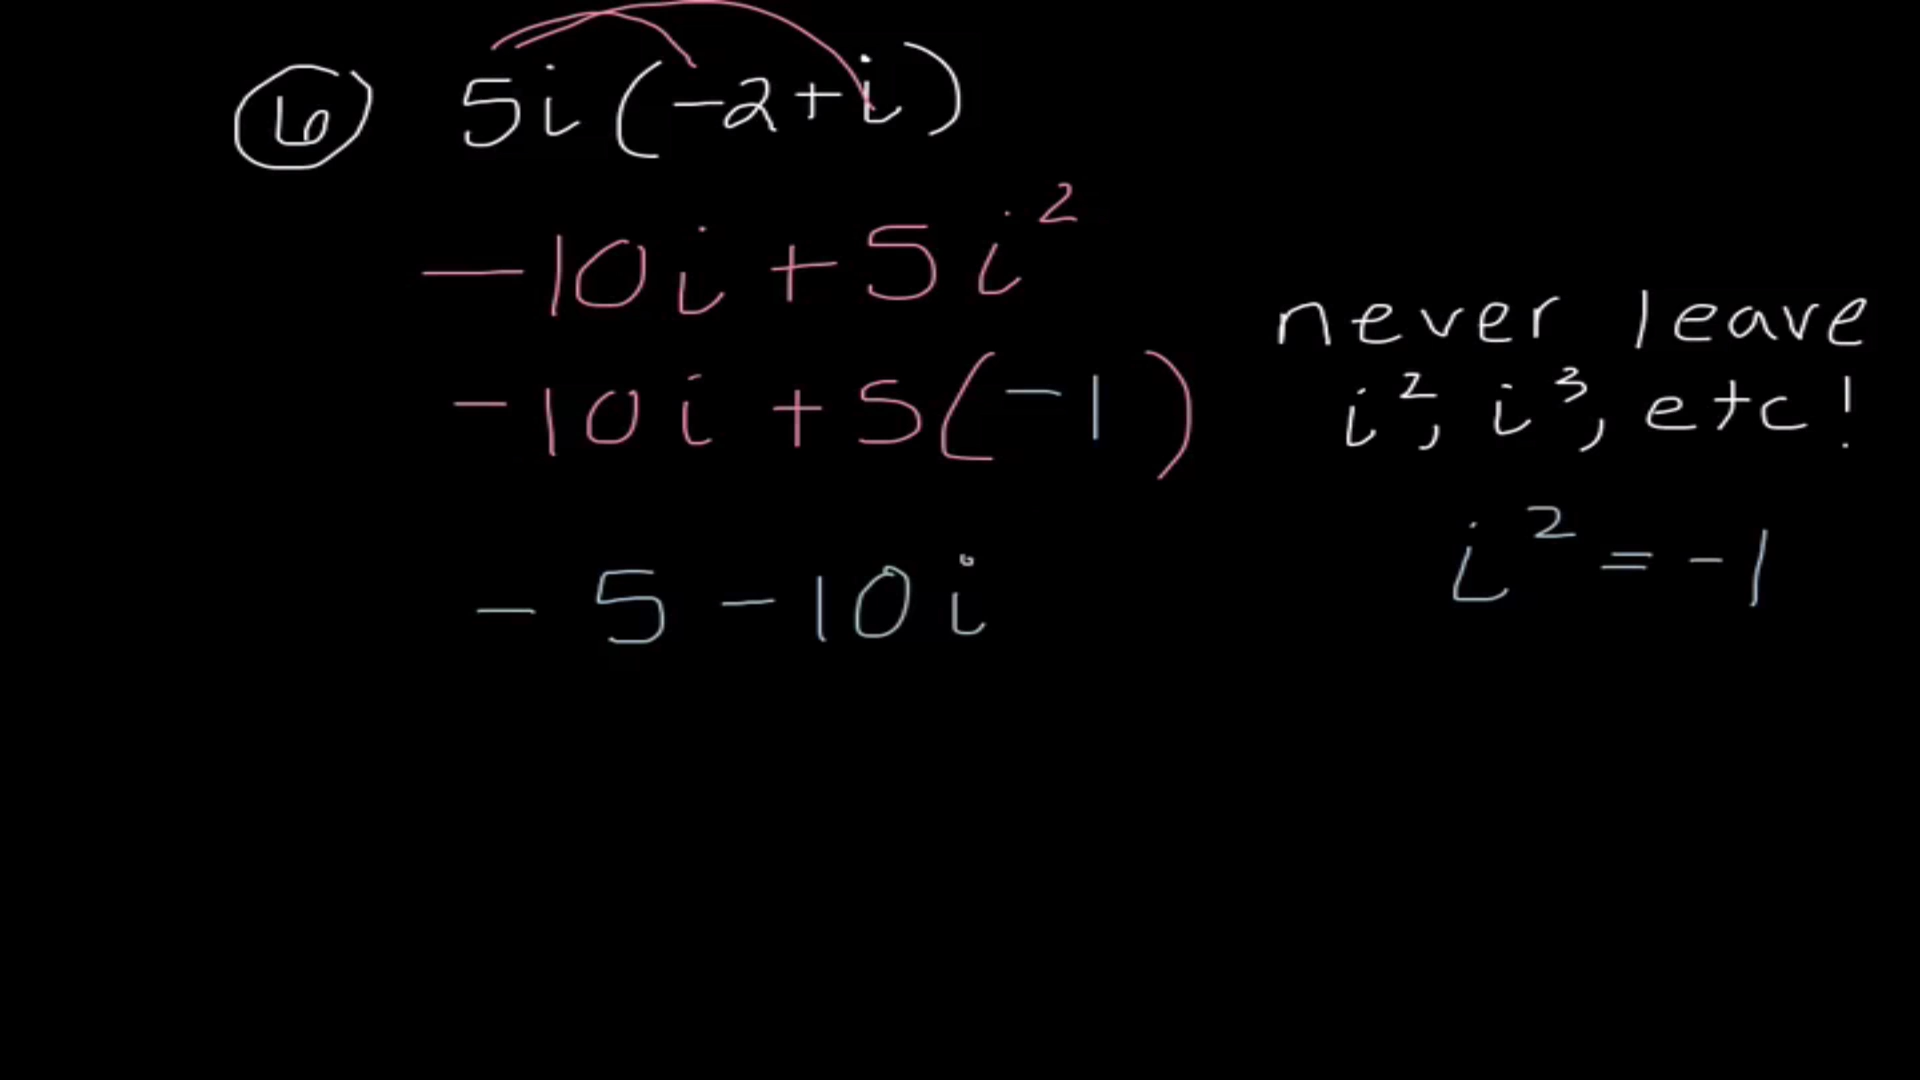 6 5i(-2+i)
-10i+5i²
-10i+5(-1)
-5-10i
never leave
i², i³, etc!
i²=-1